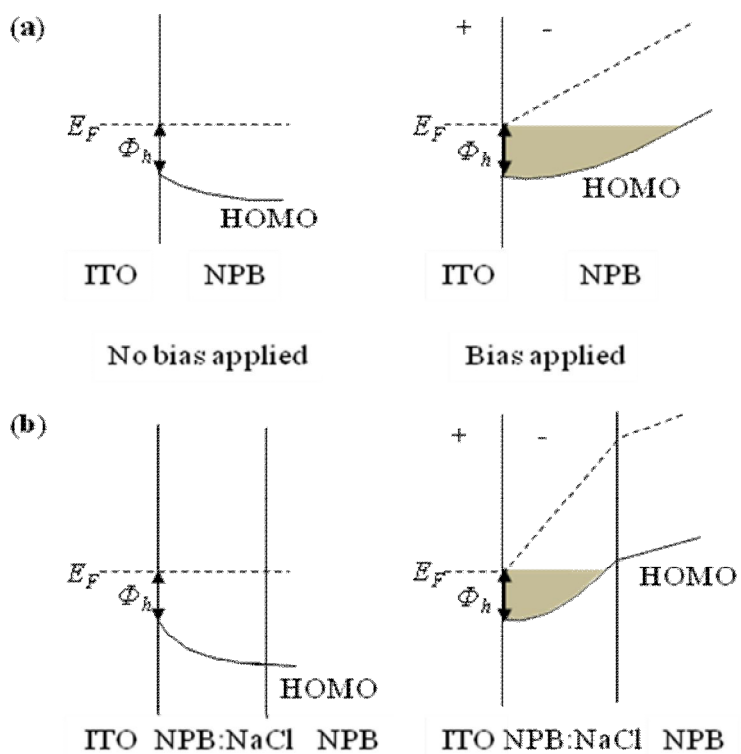 (a)
+ -
E_F
Φ_h
HOMO
ITO NPB
E_F
Φ_h
HOMO
ITO NPB
No bias applied
Bias applied
(b)
+ -
E_F
Φ_h
HOMO
ITO NPB:NaCl NPB
E_F
Φ_h
HOMO
ITO NPB:NaCl NPB